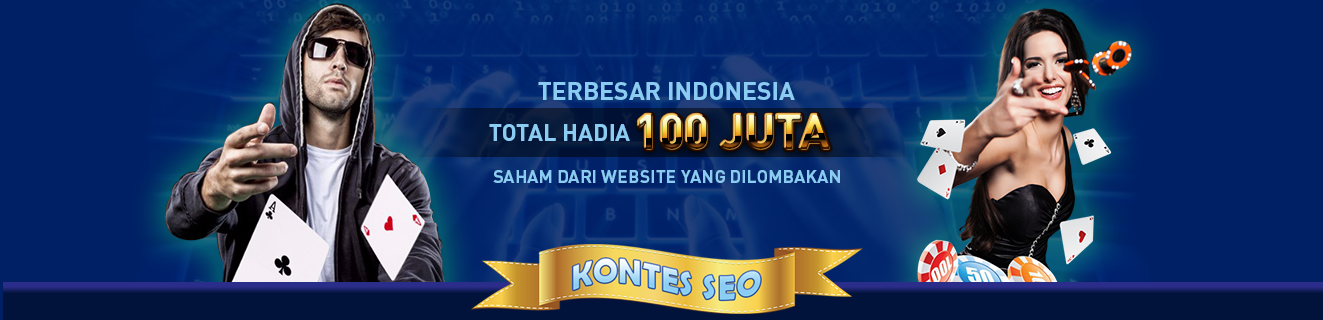 TERBESAR INDONESIA
TOTAL HADIA 100 JUTA
SAHAM DARI WEBSITE YANG DILOMBAKAN
KONTES SEO